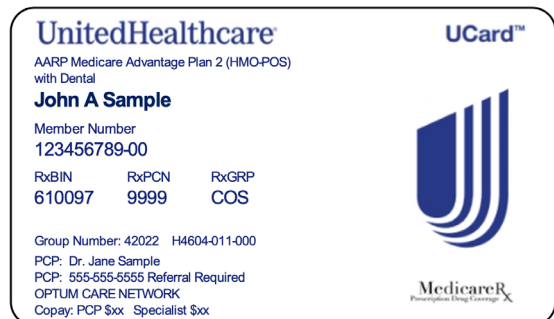 UnitedHealthcare®
UCard™
AARP Medicare Advantage Plan 2 (HMO-POS)
with Dental
John A Sample
Member Number
123456789-00
RxBIN RxPCN RxGRP
610097 9999 COS
Group Number: 42022 H4604-011-000
PCP: Dr. Jane Sample
PCP: 555-555-5555 Referral Required
OPTUM CARE NETWORK
Copay: PCP $xx Specialist $xx
MedicareRx
Prescription Drug Coverage